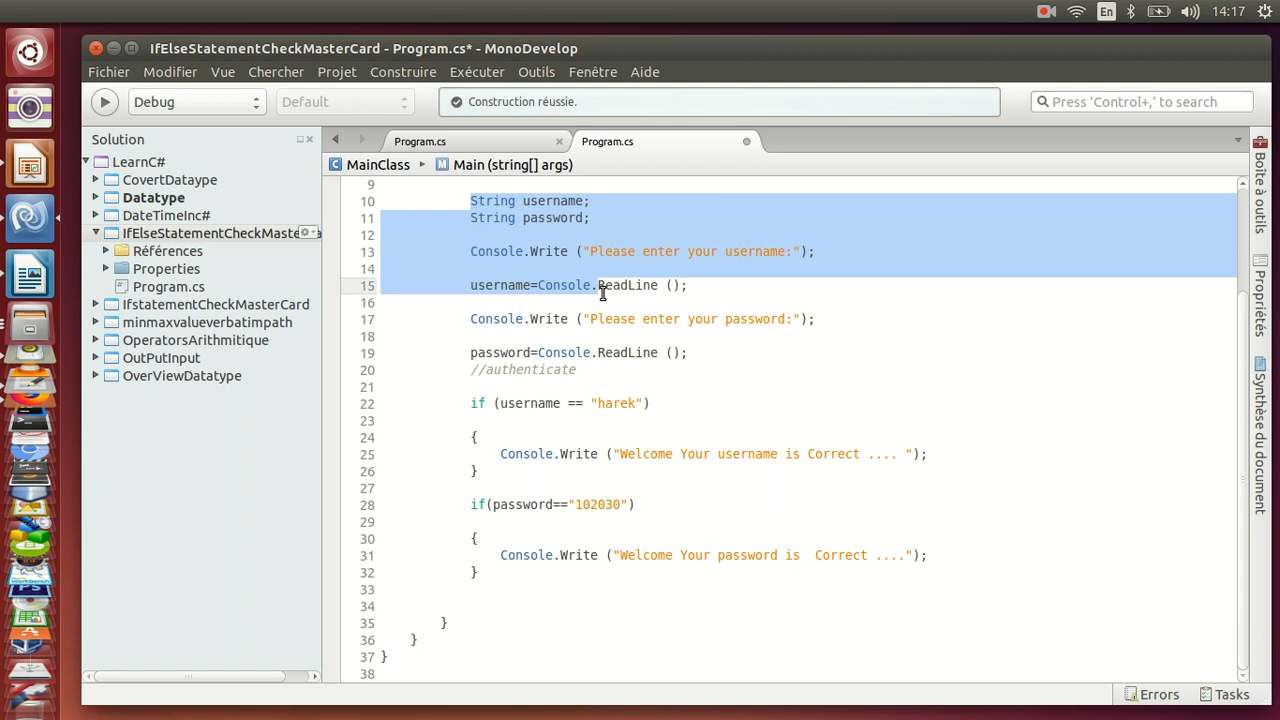 En 14:17
IfElseStatementCheckMasterCard - Program.cs* - MonoDevelop
Fichier Modifier Vue Chercher Projet Construire Exécuter Outils Fenêtre Aide
Debug Default Construction réussie. Press 'Control+,' to search
Solution
LearnC#
CovertDataype
Datatype
DateTimeInc#
IfElseStatementCheckMaste
Références
Properties
Program.cs
IfstatementCheckMasterCard
minmaxvalueverbatimpath
OperatorsArithmitique
OutPutInput
OverViewDatatype
Program.cs Program.cs
MainClass Main (string[] args)
9
10 String username;
11 String password;
12
13 Console.Write ("Please enter your username:");
14
15 username=Console.ReadLine ();
16
17 Console.Write ("Please enter your password:");
18
19 password=Console.ReadLine ();
20 //authenticate
21
22 if (username == "harek")
23
24 {
25 Console.Write ("Welcome Your username is Correct .... ");
26 }
27
28 if(password=="102030")
29
30 {
31 Console.Write ("Welcome Your password is  Correct ....");
32 }
33
34
35 }
36 }
37 }
38
Boîte à outils
Propriétés
Synthèse du document
Errors Tasks